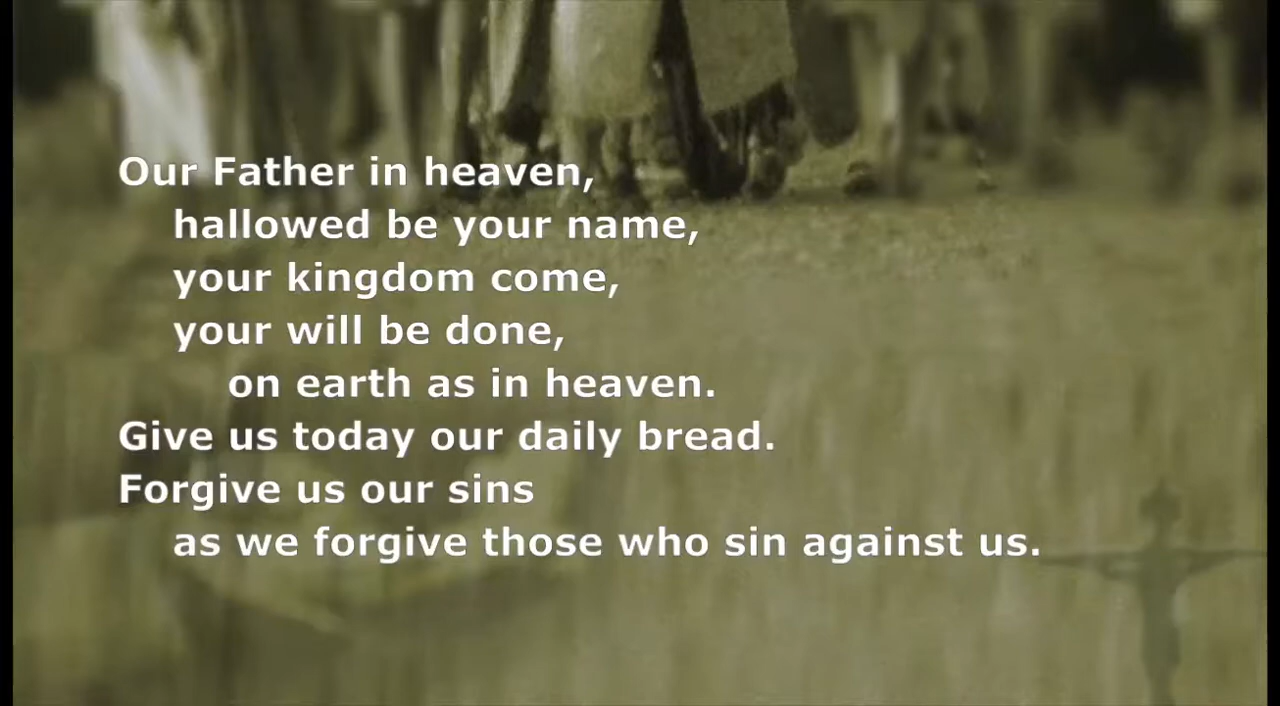 Our Father in heaven,
hallowed be your name,
your kingdom come,
your will be done,
on earth as in heaven.
Give us today our daily bread.
Forgive us our sins
as we forgive those who sin against us.